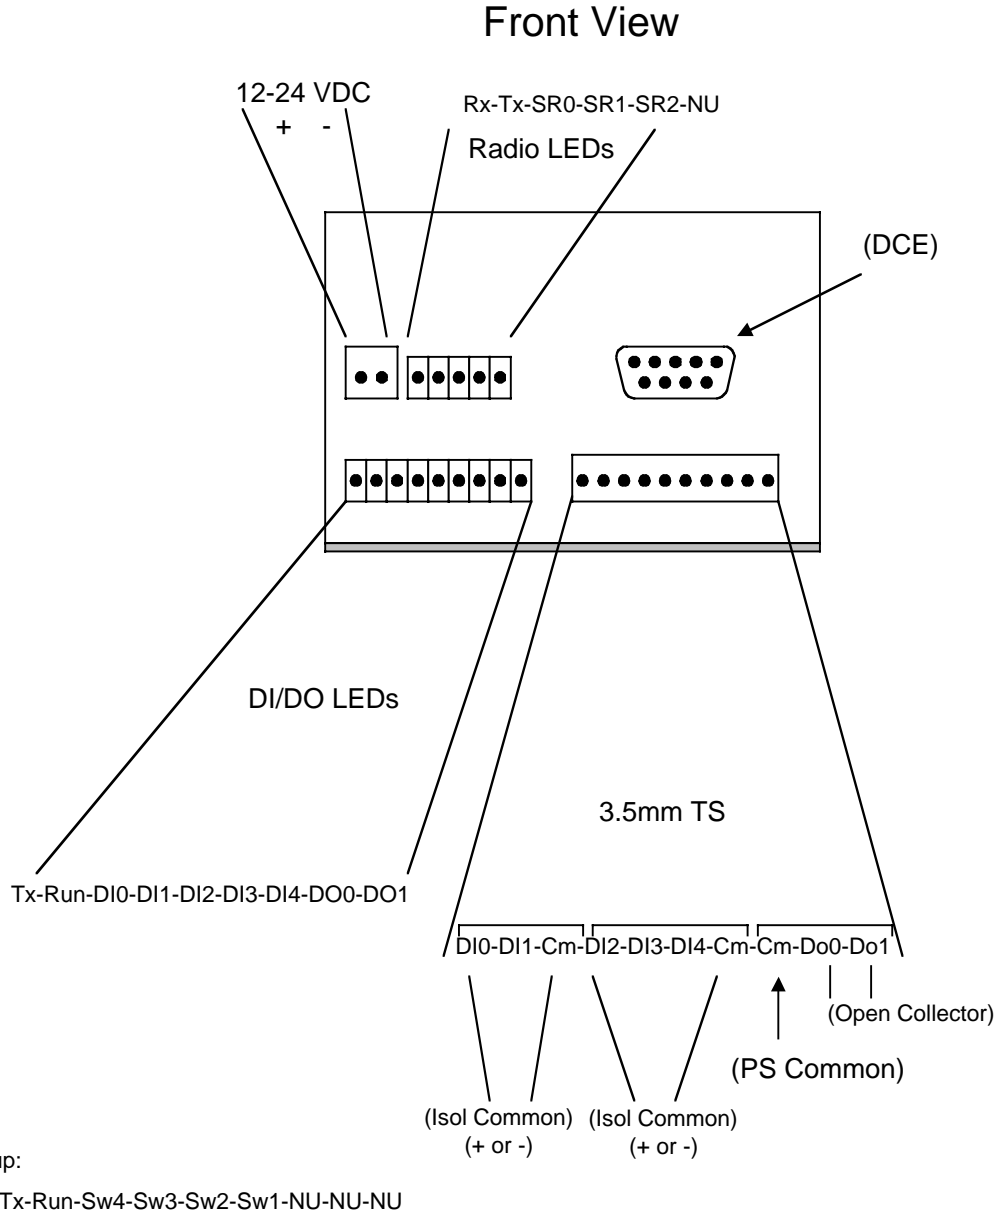 Front View
12-24 VDC
+ -
Rx-Tx-SR0-SR1-SR2-NU
Radio LEDs
(DCE)
DI/DO LEDs
3.5mm TS
Tx-Run-DI0-DI1-DI2-DI3-DI4-DO0-DO1
DI0-DI1-Cm-DI2-DI3-DI4-Cm-Cm-Do0-Do1
(Open Collector)
(PS Common)
(Isol Common)
(+ or -)
(Isol Common)
(+ or -)
up:
Tx-Run-Sw4-Sw3-Sw2-Sw1-NU-NU-NU